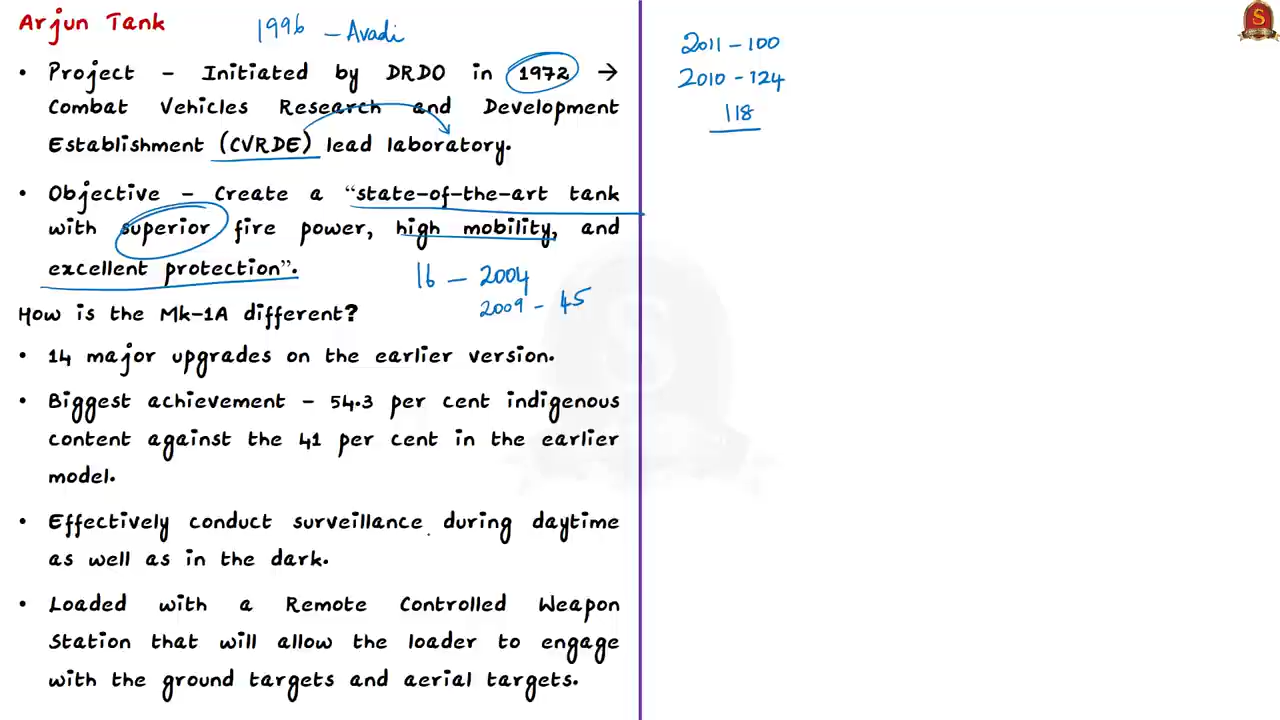 Arjun Tank
1996 - Avadi
• Project - Initiated by DRDO in 1972 →
Combat Vehicles Research and Development
Establishment (CVRDE) lead laboratory.
• Objective - Create a “state-of-the-art tank
with superior fire power, high mobility, and
excellent protection”.
16 - 2004
2009 - 45
How is the Mk-1A different?
• 14 major upgrades on the earlier version.
• Biggest achievement - 54.3 per cent indigenous
content against the 41 per cent in the earlier
model.
• Effectively conduct surveillance during daytime
as well as in the dark.
• Loaded with a Remote Controlled Weapon
Station that will allow the loader to engage
with the ground targets and aerial targets.
2011 - 100
2010 - 124
118
S
S